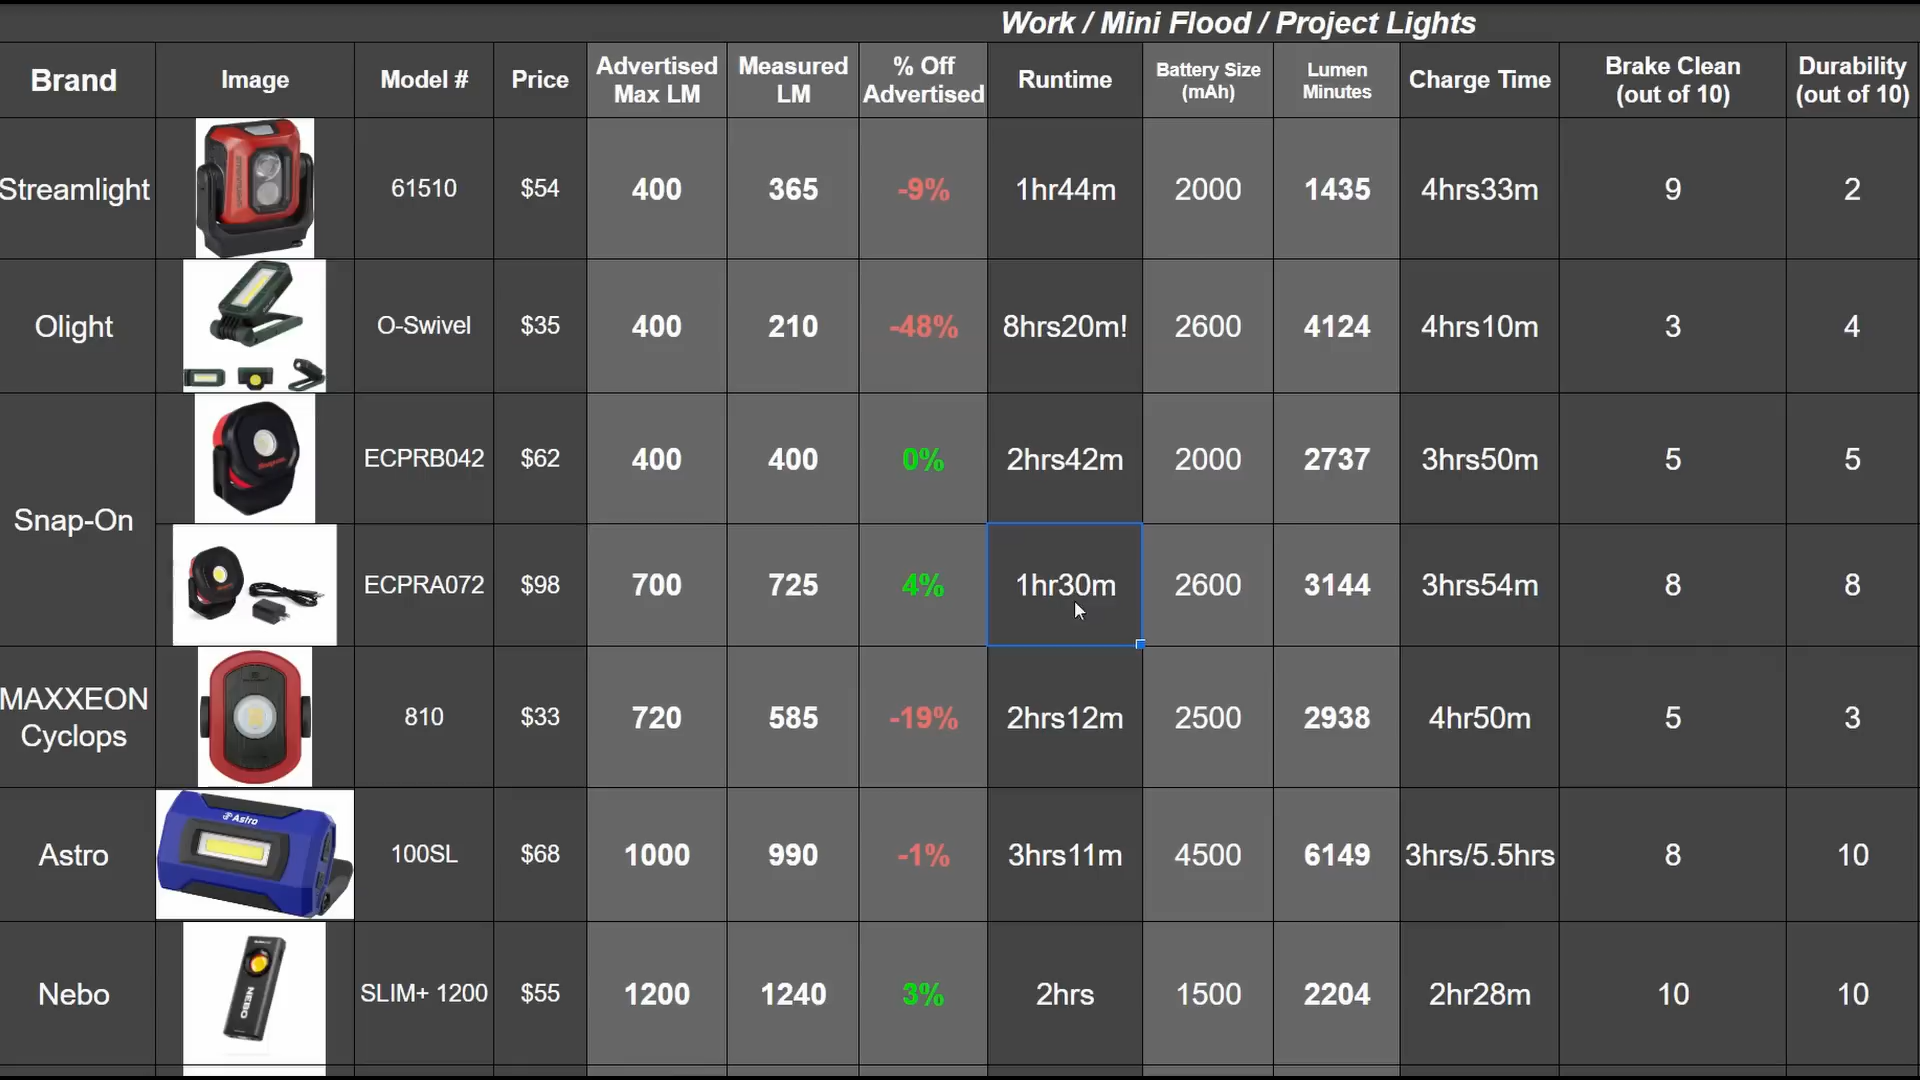 Work / Mini Flood / Project Lights
Brand Image Model # Price Advertised Max LM Measured LM % Off Advertised Runtime Battery Size (mAh) Lumen Minutes Charge Time Brake Clean (out of 10) Durability (out of 10)
Streamlight 61510 $54 400 365 -9% 1hr44m 2000 1435 4hrs33m 9 2
Olight O-Swivel $35 400 210 -48% 8hrs20m! 2600 4124 4hrs10m 3 4
Snap-On ECPRB042 $62 400 400 0% 2hrs42m 2000 2737 3hrs50m 5 5
ECPRA072 $98 700 725 4% 1hr30m 2600 3144 3hrs54m 8 8
MAXXEON Cyclops 810 $33 720 585 -19% 2hrs12m 2500 2938 4hr50m 5 3
Astro Astro 100SL $68 1000 990 -1% 3hrs11m 4500 6149 3hrs/5.5hrs 8 10
Nebo NEBO SLIM+ 1200 $55 1200 1240 3% 2hrs 1500 2204 2hr28m 10 10